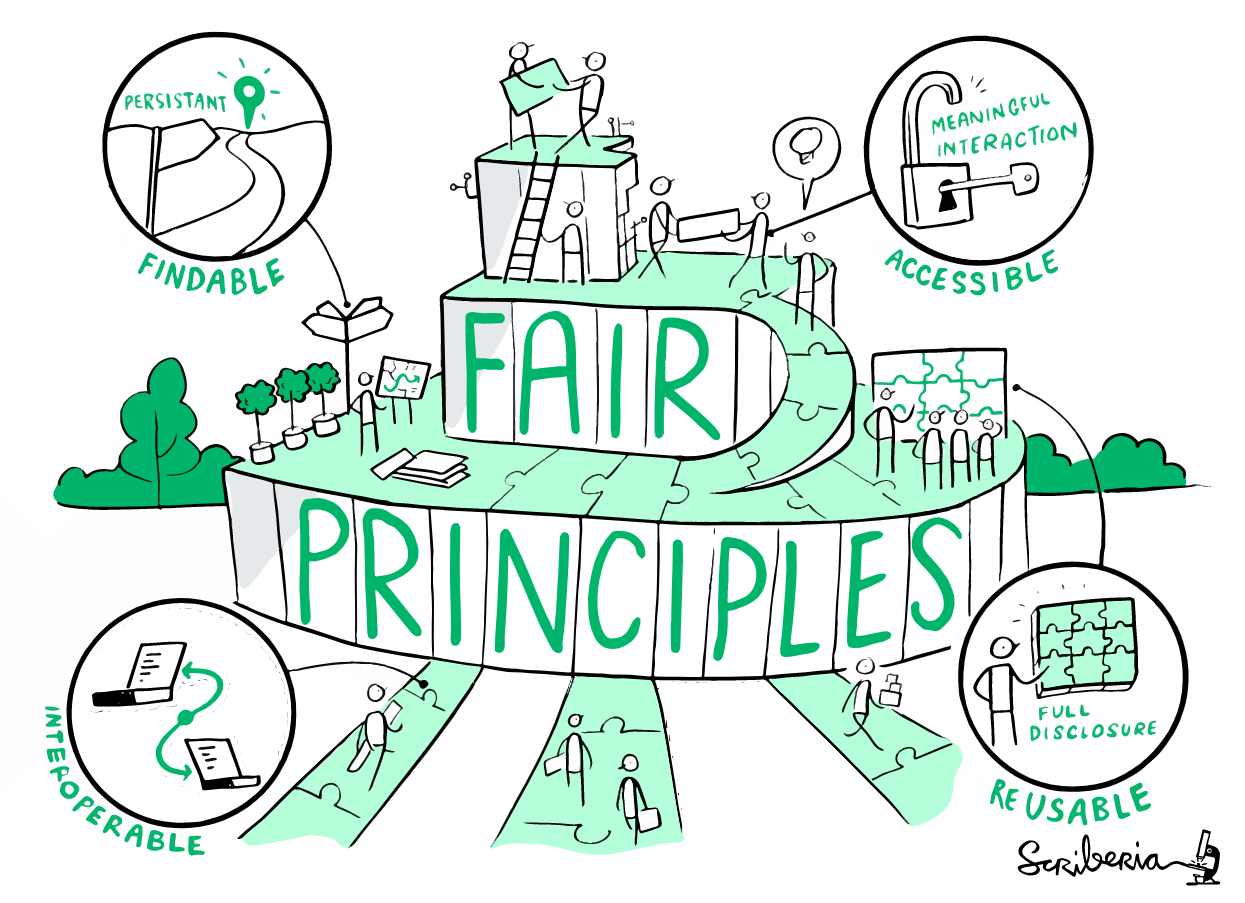 PERSISTANT
FINDABLE
MEANINGFUL
INTERACTION
ACCESSIBLE
FAIR
PRINCIPLES
INTEROPERABLE
FULL
DISCLOSURE
REUSABLE
Scriberia